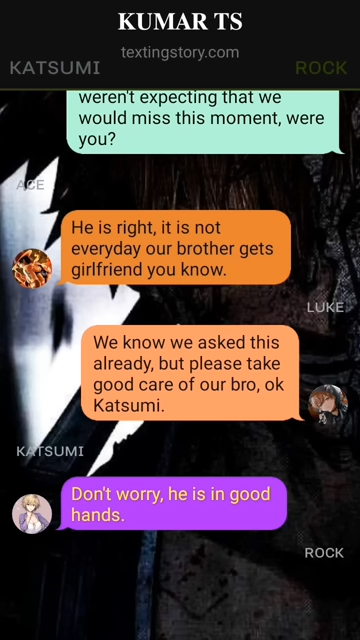 KUMAR TS
textingstory.com
KATSUMI
ROCK
weren't expecting that we
would miss this moment, were
you?
ACE
He is right, it is not
everyday our brother gets
girlfriend you know.
LUKE
We know we asked this
already, but please take
good care of our bro, ok
Katsumi.
KATSUMI
Don't worry, he is in good
hands.
ROCK